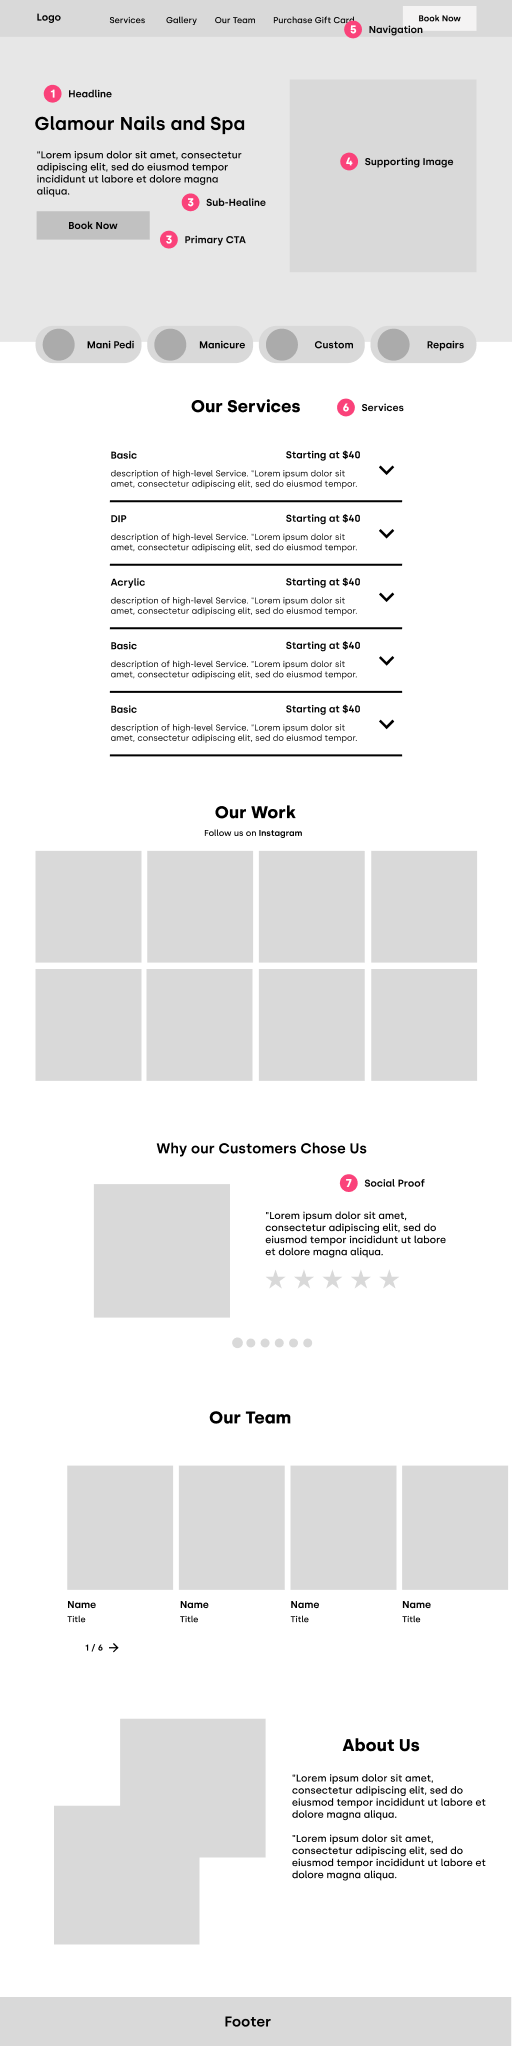 Logo
Services Gallery Our Team Purchase Gift Card Book Now
5 Navigation
1 Headline
Glamour Nails and Spa
"Lorem ipsum dolor sit amet, consectetur
adipiscing elit, sed do eiusmod tempor
incididunt ut labore et dolore magna
aliqua.
4 Supporting Image
3 Sub-Healine
Book Now
3 Primary CTA
Mani Pedi Manicure Custom Repairs
Our Services
6 Services
Basic Starting at $40
description of high-level Service. "Lorem ipsum dolor sit
amet, consectetur adipiscing elit, sed do eiusmod tempor.
DIP Starting at $40
description of high-level Service. "Lorem ipsum dolor sit
amet, consectetur adipiscing elit, sed do eiusmod tempor.
Acrylic Starting at $40
description of high-level Service. "Lorem ipsum dolor sit
amet, consectetur adipiscing elit, sed do eiusmod tempor.
Basic Starting at $40
description of high-level Service. "Lorem ipsum dolor sit
amet, consectetur adipiscing elit, sed do eiusmod tempor.
Basic Starting at $40
description of high-level Service. "Lorem ipsum dolor sit
amet, consectetur adipiscing elit, sed do eiusmod tempor.
Our Work
Follow us on Instagram
Why our Customers Chose Us
7 Social Proof
"Lorem ipsum dolor sit amet,
consectetur adipiscing elit, sed do
eiusmod tempor incididunt ut labore
et dolore magna aliqua.
Our Team
Name Name Name Name
Title Title Title Title
1 / 6
About Us
"Lorem ipsum dolor sit amet,
consectetur adipiscing elit, sed do
eiusmod tempor incididunt ut labore et
dolore magna aliqua.
"Lorem ipsum dolor sit amet,
consectetur adipiscing elit, sed do
eiusmod tempor incididunt ut labore et
dolore magna aliqua.
Footer